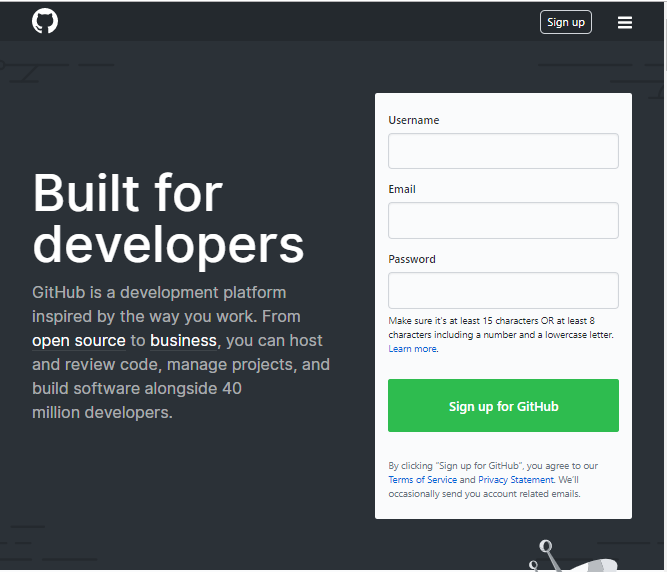 Sign up
Built for
developers
GitHub is a development platform
inspired by the way you work. From
open source to business, you can host
and review code, manage projects, and
build software alongside 40
million developers.
Username
Email
Password
Make sure it's at least 15 characters OR at least 8
characters including a number and a lowercase letter.
Learn more.
Sign up for GitHub
By clicking “Sign up for GitHub”, you agree to our
Terms of Service and Privacy Statement. We’ll
occasionally send you account related emails.